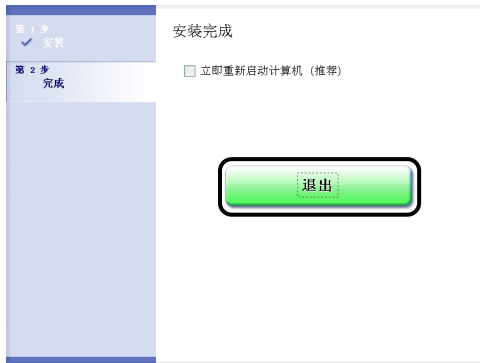 第 1 步
安装
第 2 步
完成
安装完成
立即重新启动计算机 (推荐)
退出